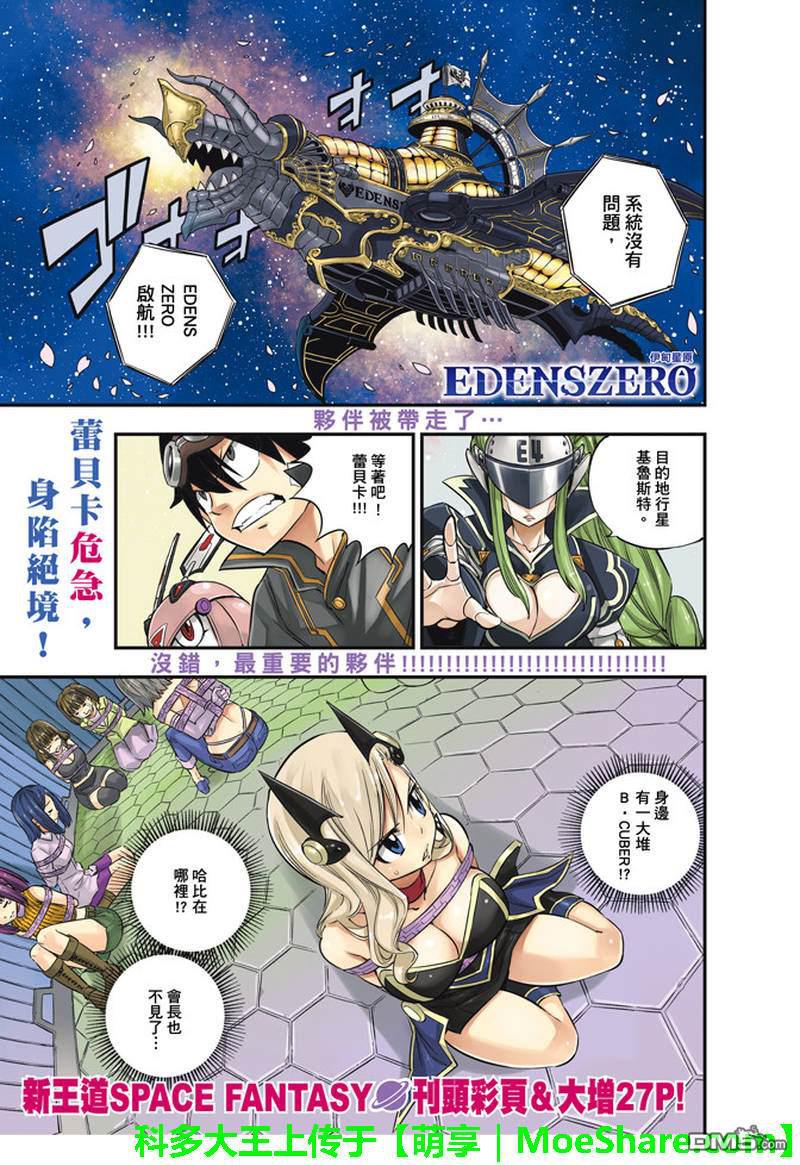 系統沒有
問題，
EDENS
ZERO
啟航!!!
ゴオオオ
EDENS
伊甸星原
EDENSZERO
夥伴被帶走了…
目的地行星
基魯斯特。
E4
等著吧！
蕾貝卡!!!
蕾貝卡危急，
身陷絕境！
沒錯，最重要的夥伴!!!!!!!!!!!!!!!!!!!!!!!!!!!!!!
身邊
有一大堆
B・CUBER!?
哈比在
哪裡!?
會長也
不見了…
新王道SPACE FANTASY 刊頭彩頁＆大增27P!
科多大王上传于【萌享｜MoeShare
】
DM5